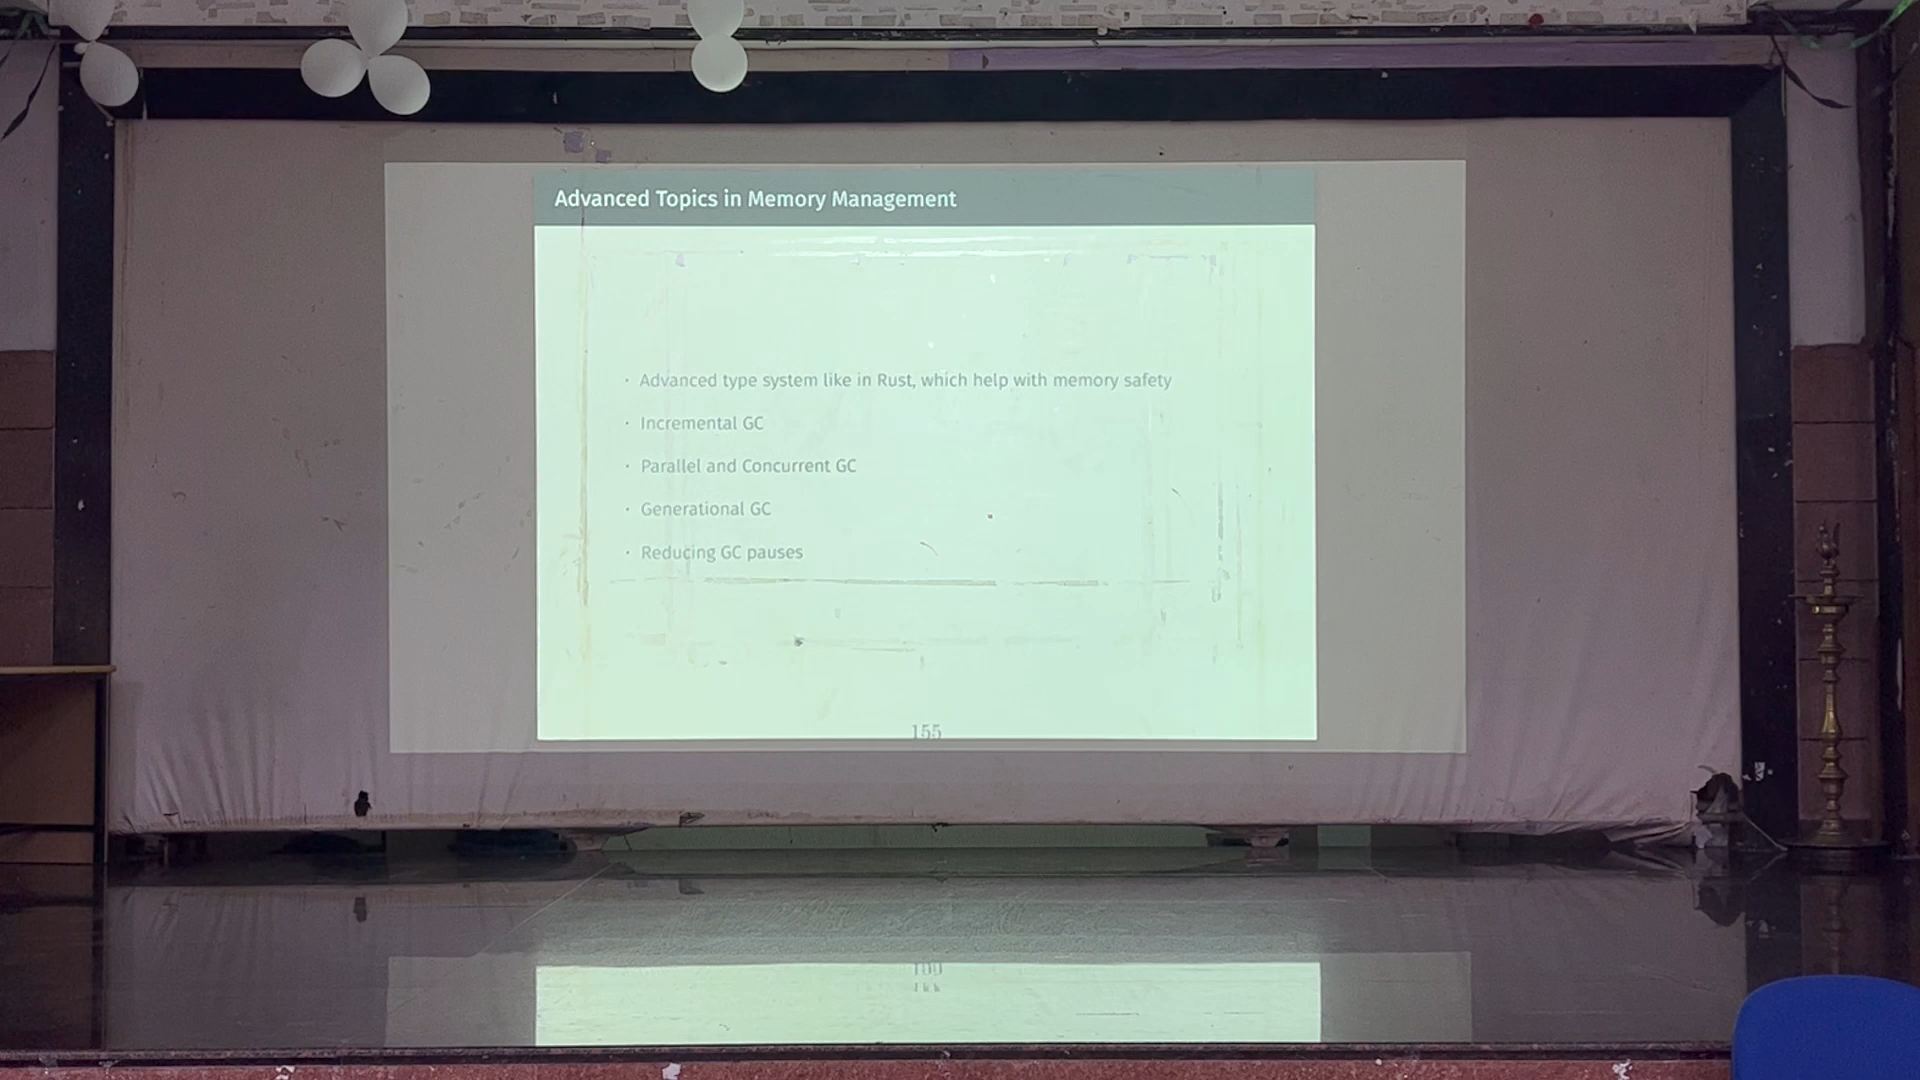 Advanced Topics in Memory Management
· Advanced type system like in Rust, which help with memory safety
· Incremental GC
· Parallel and Concurrent GC
· Generational GC
· Reducing GC pauses
155